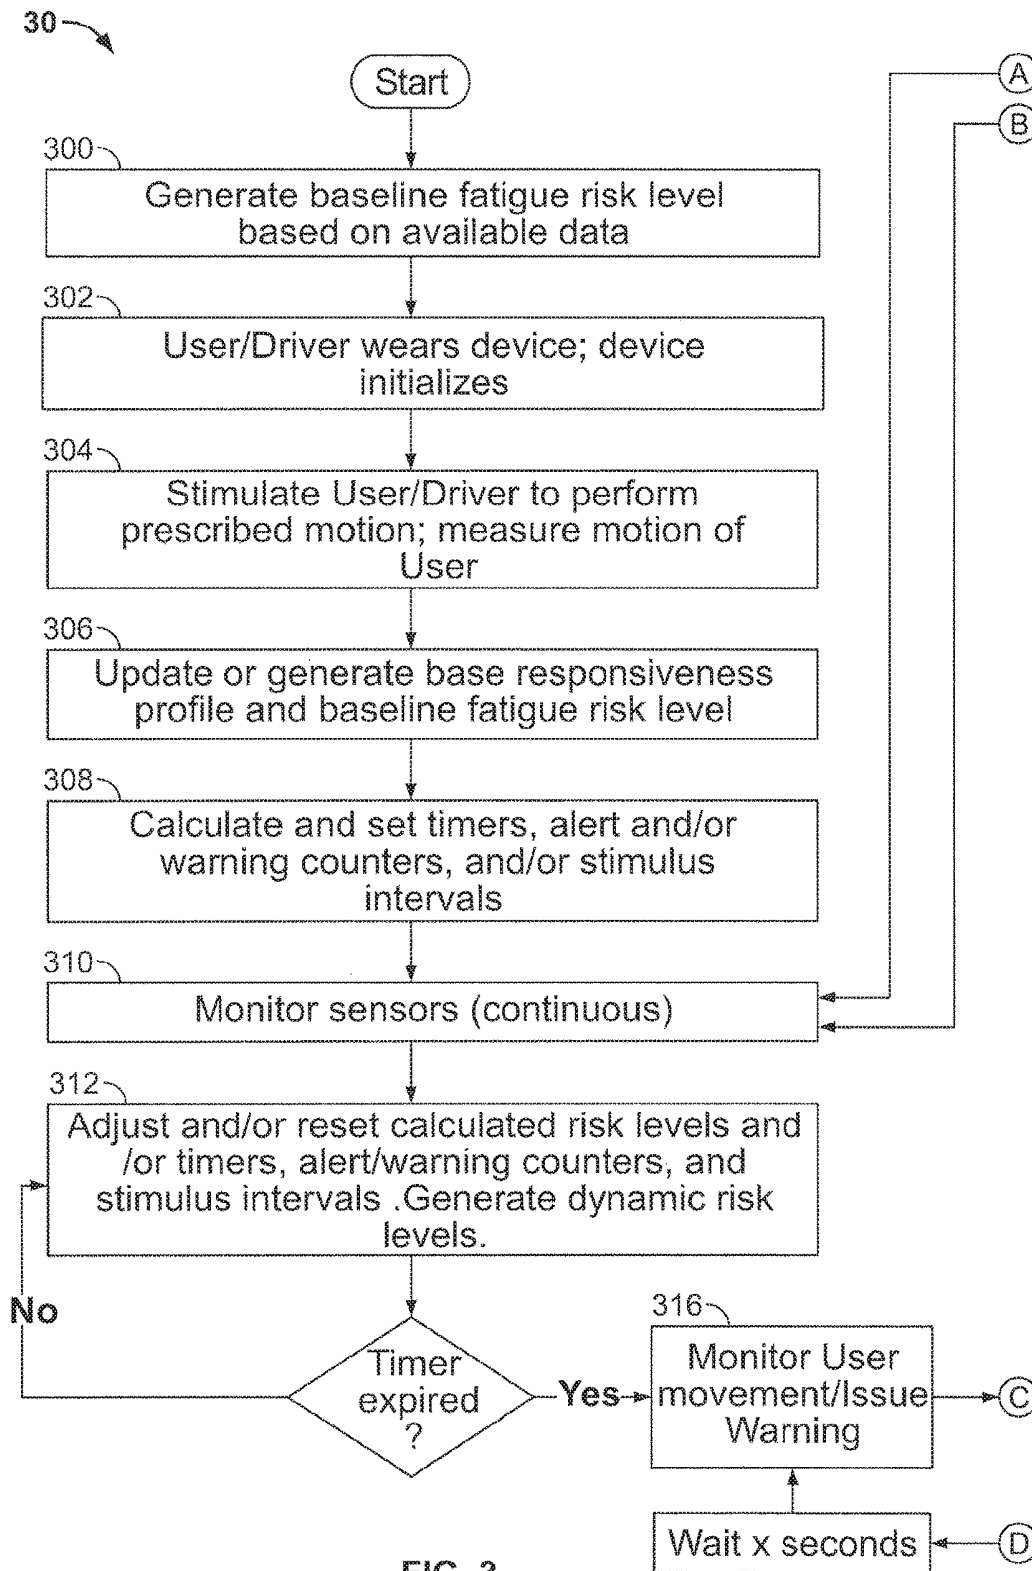 30
Start
A
B
300
Generate baseline fatigue risk level
based on available data
302
User/Driver wears device; device
initializes
304
Stimulate User/Driver to perform
prescribed motion; measure motion of
User
306
Update or generate base responsiveness
profile and baseline fatigue risk level
308
Calculate and set timers, alert and/or
warning counters, and/or stimulus
intervals
310
Monitor sensors (continuous)
312
Adjust and/or reset calculated risk levels and
/or timers, alert/warning counters, and
stimulus intervals .Generate dynamic risk
levels.
No
Timer
expired
?
Yes
316
Monitor User
movement/Issue
Warning
C
Wait x seconds
D
FIG. 3